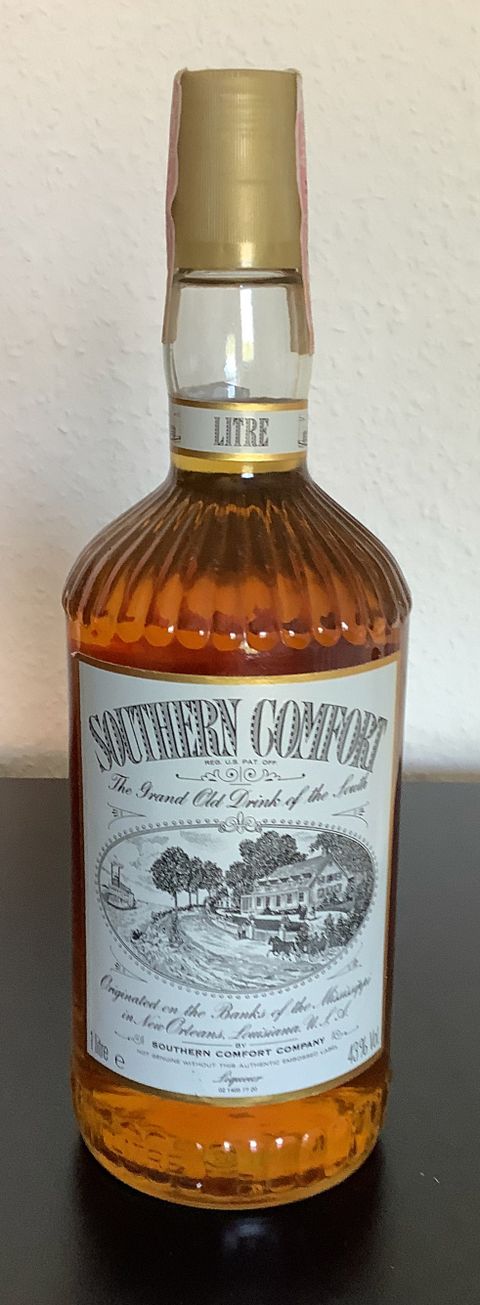 LITRE
SOUTHERN COMFORT
REG. U.S. PAT. OFF.
The Grand Old Drink of the South
Originated on the Banks of the Mississippi
in New Orleans, Louisiana, U.S.A.
BY
SOUTHERN COMFORT COMPANY
1 litre e
43% Vol.
NOT GENUINE WITHOUT THIS AUTHENTIC EMBOSSED LABEL
Liqueur